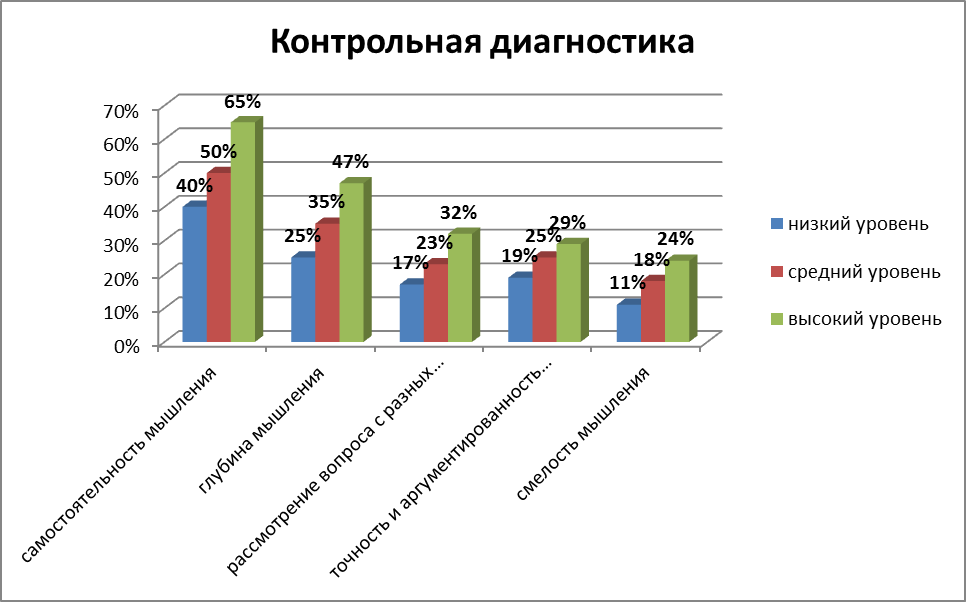 Контрольная диагностика
70%
60%
50%
40%
30%
20%
10%
0%
40%
50%
65%
25%
35%
47%
17%
23%
32%
19%
25%
29%
11%
18%
24%
самостоятельность мышления
глубина мышления
рассмотрение вопроса с разных...
точность и аргументированность...
смелость мышления
низкий уровень
средний уровень
высокий уровень